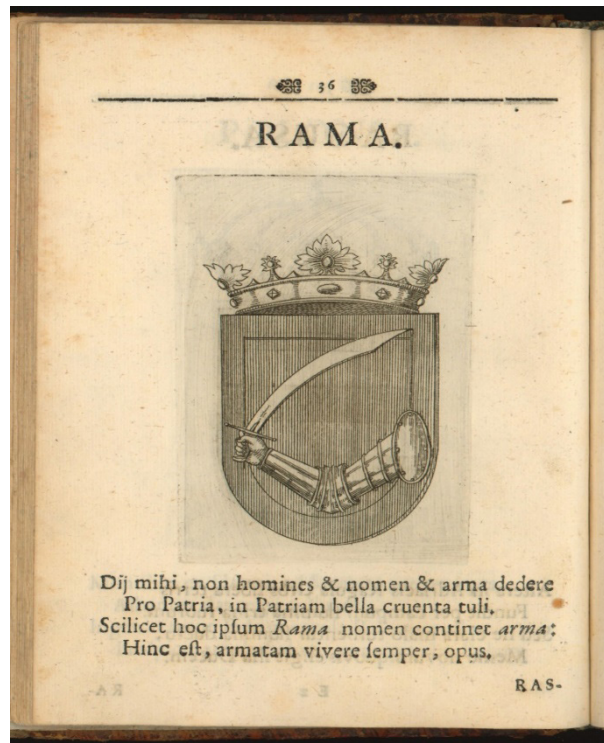 36
RAMA.
Dij mihi, non homines & nomen & arma dedere
Pro Patria, in Patriam bella cruenta tuli.
Scilicet hoc ipſum Rama nomen continet arma:
Hinc eſt, armatam vivere ſemper, opus.
RAS-